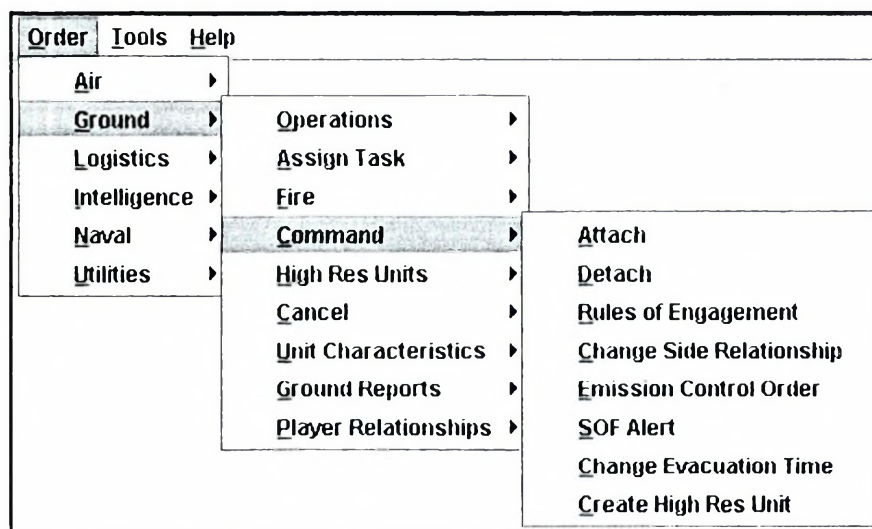 Order Tools Help
Air
Ground
Logistics
Intelligence
Naval
Utilities
Operations
Assign Task
Fire
Command
High Res Units
Cancel
Unit Characteristics
Ground Reports
Player Relationships
Attach
Detach
Rules of Engagement
Change Side Relationship
Emission Control Order
SOF Alert
Change Evacuation Time
Create High Res Unit